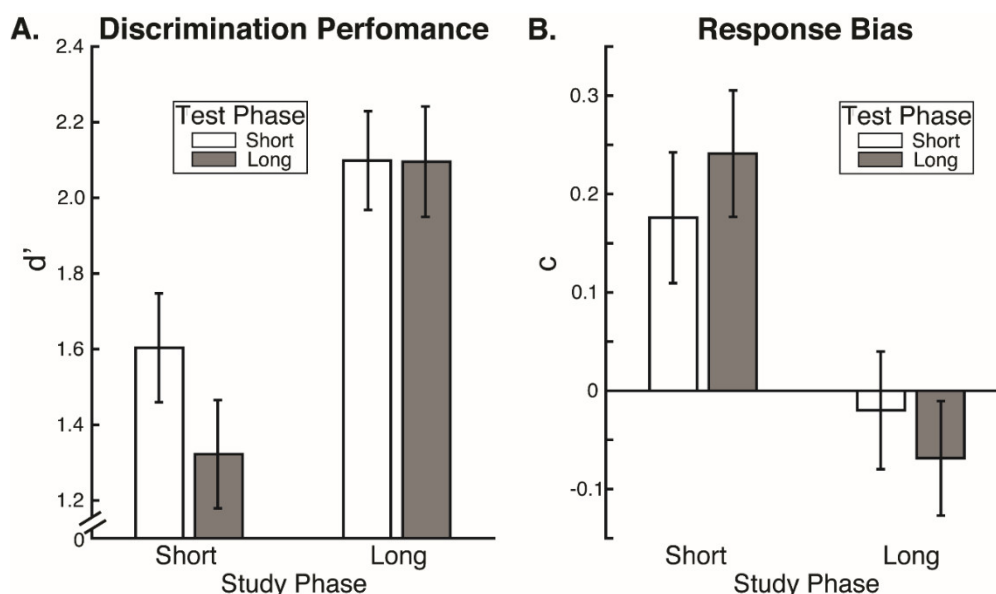 A. Discrimination Perfomance
2.4
2.2
2.0
1.8
1.6
1.4
1.2
0
d'
Test Phase
Short
Long
Short Long
Study Phase
B. Response Bias
0.3
0.2
0.1
0
-0.1
c
Test Phase
Short
Long
Short Long
Study Phase